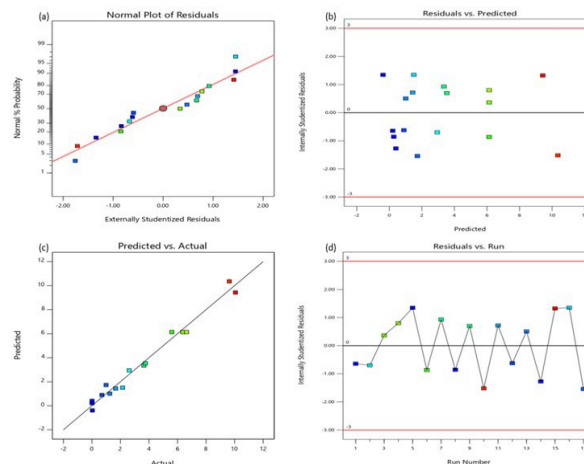 (a) Normal Plot of Residuals
Normal % Probability
99
95
90
80
70
50
30
20
10
5
1
-2.00 -1.00 0.00 1.00 2.00
Externally Studentized Residuals
(b) Residuals vs. Predicted
Internally Studentized Residuals
3.00
2.00
1.00
0.00
-1.00
-2.00
-3.00
3
0
-3
0 2 4 6 8 10
Predicted
(c) Predicted vs. Actual
Predicted
12
10
8
6
4
2
0
-2
-2 0 2 4 6 8 10 12
Actual
(d) Residuals vs. Run
Internally Studentized Residuals
3.00
2.00
1.00
0.00
-1.00
-2.00
-3.00
0
-3
1 3 5 7 9 11 13 15
Run Number